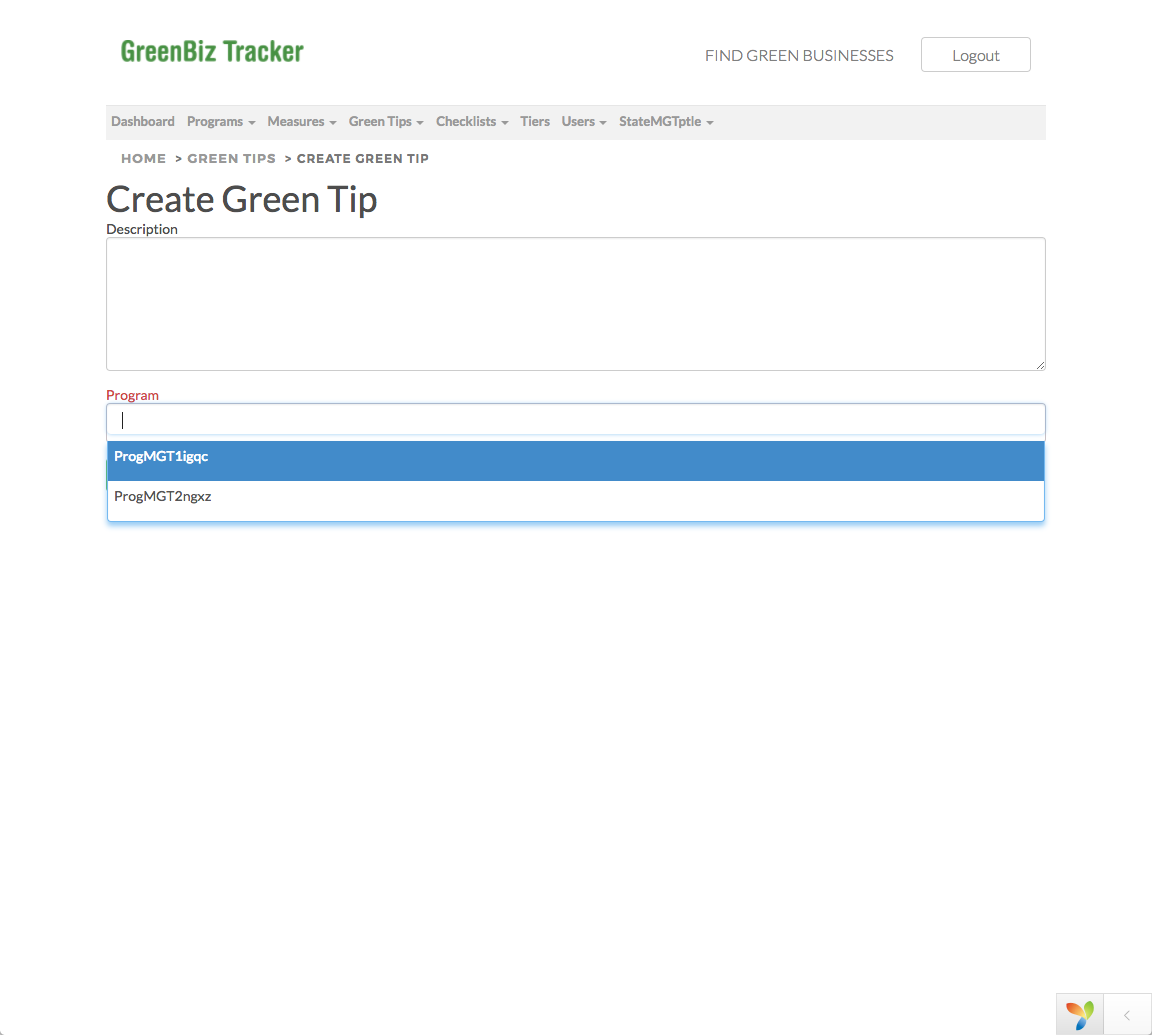 GreenBiz Tracker
FIND GREEN BUSINESSES
Logout
Dashboard Programs Measures Green Tips Checklists Tiers Users StateMGTptle
HOME > GREEN TIPS > CREATE GREEN TIP
Create Green Tip
Description
Program
ProgMGT1igqc
ProgMGT2ngxz